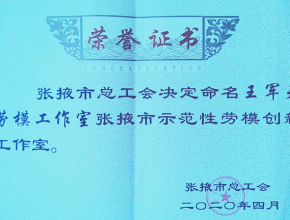 荣誉证书
CONGRATULATION
张掖市总工会决定命名王军
劳模工作室张掖市示范性劳模创新
工作室。
张掖市总工会
二〇二〇年四月